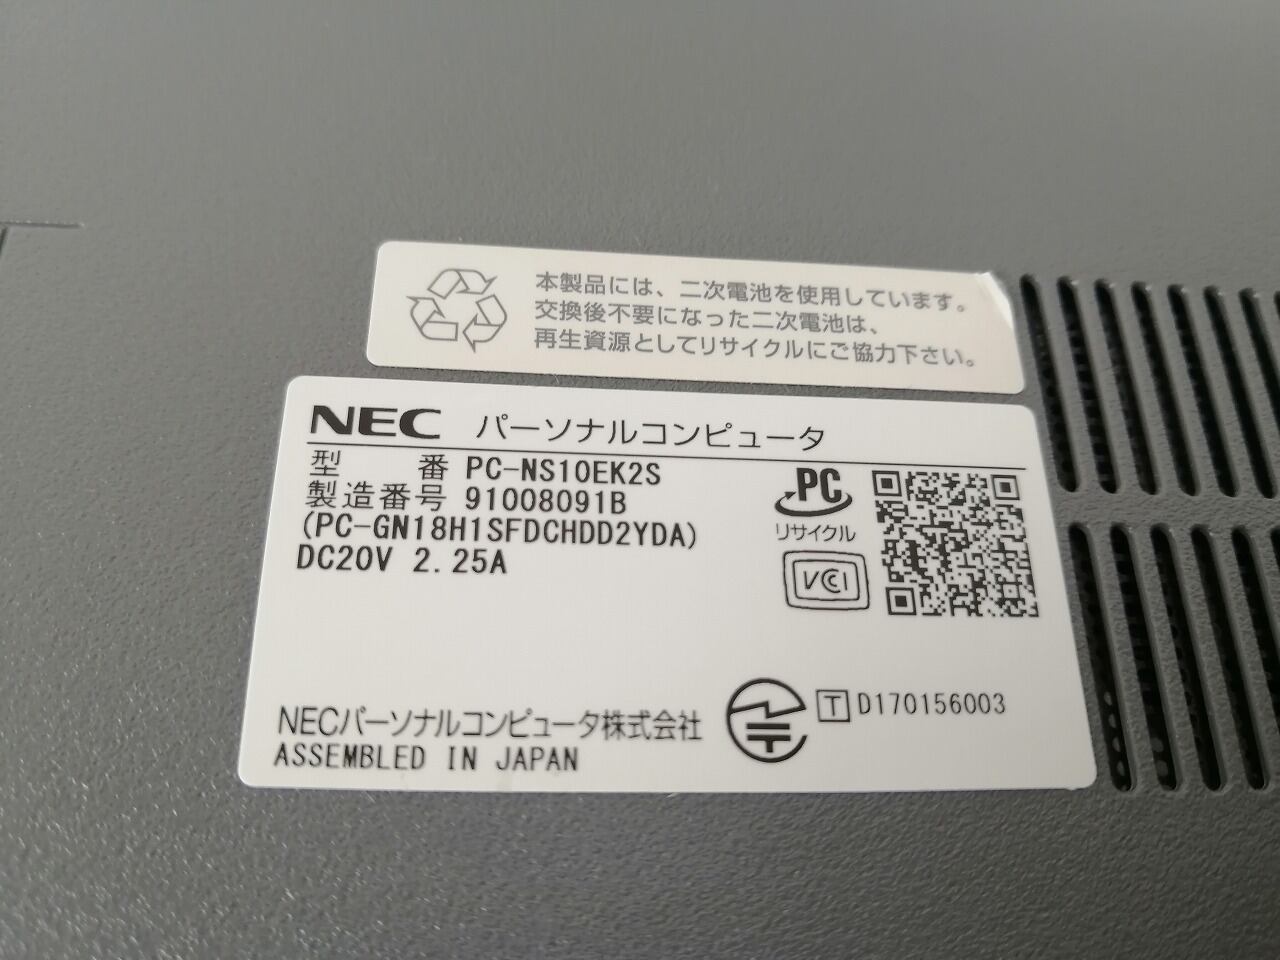 本製品には、二次電池を使用しています。
交換後不要になった二次電池は、
再生資源としてリサイクルにご協力下さい。
NEC パーソナルコンピュータ
型 番 PC-NS10EK2S
製造番号 91008091B
(PC-GN18H1SFDCHDD2YDA)
DC20V 2.25A
PC
リサイクル
VCI
NECパーソナルコンピュータ株式会社
ASSEMBLED IN JAPAN
T D170156003